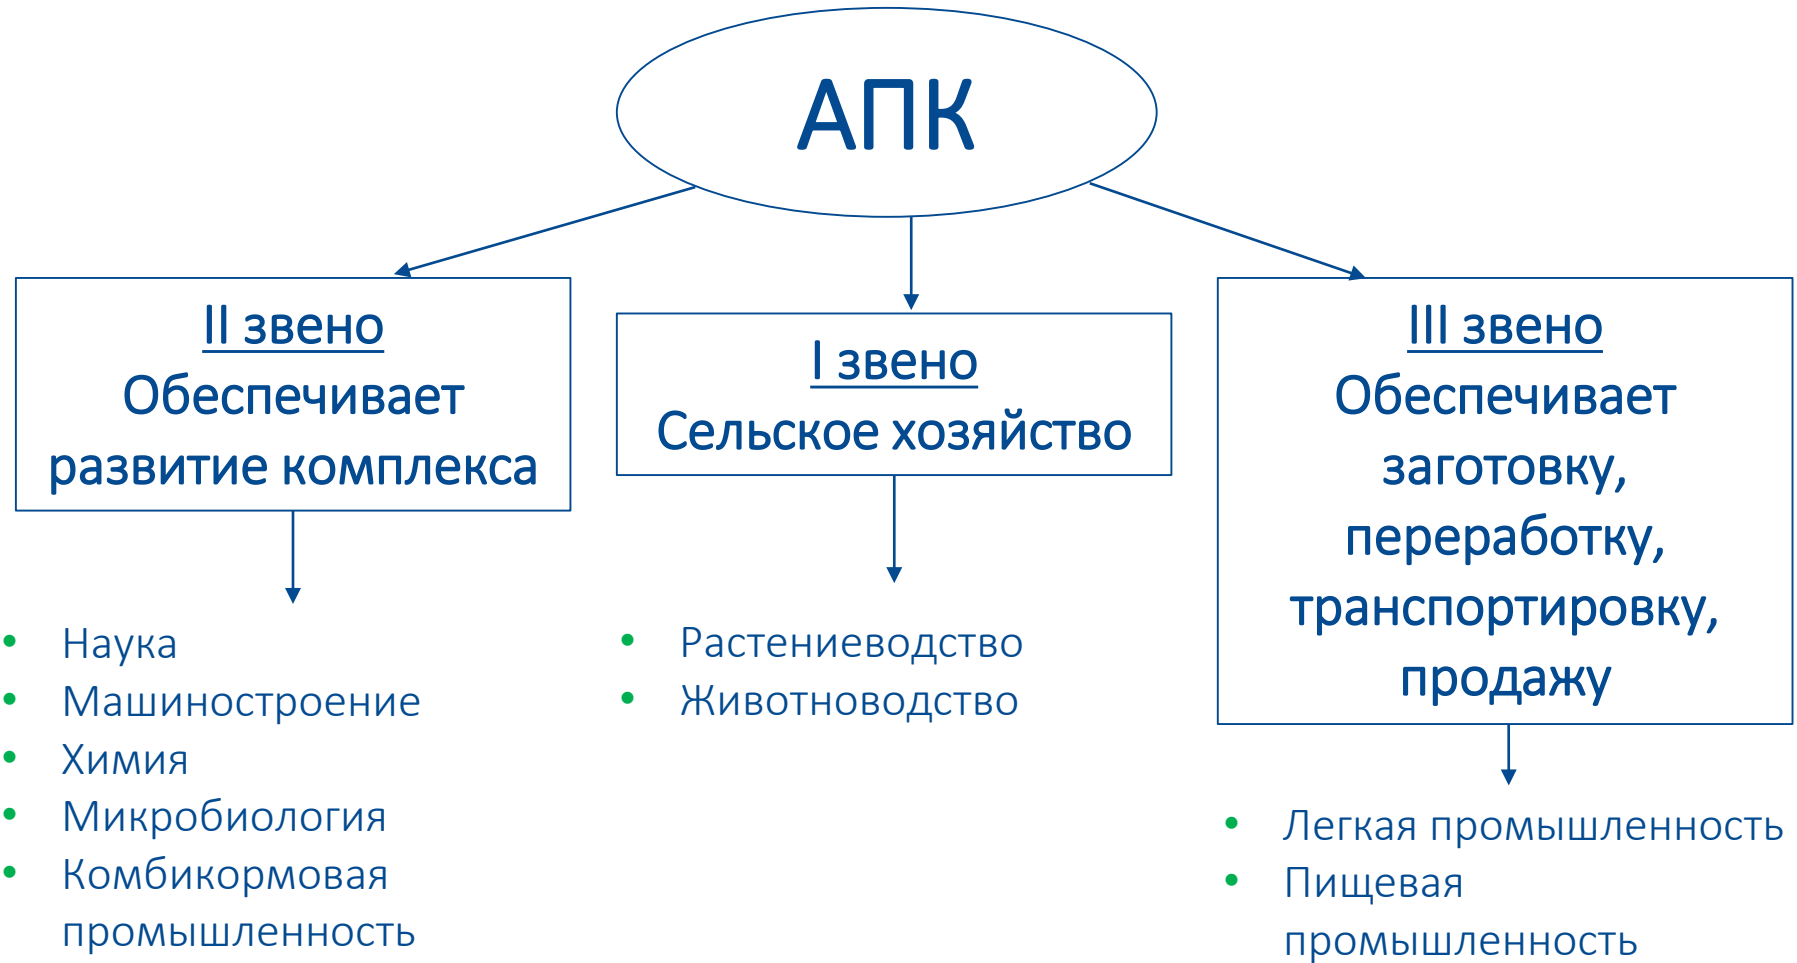 АПК
II звено
Обеспечивает
развитие комплекса
• Наука
• Машиностроение
• Химия
• Микробиология
• Комбикормовая
промышленность
I звено
Сельское хозяйство
• Растениеводство
• Животноводство
III звено
Обеспечивает
заготовку,
переработку,
транспортировку,
продажу
• Легкая промышленность
• Пищевая
промышленность